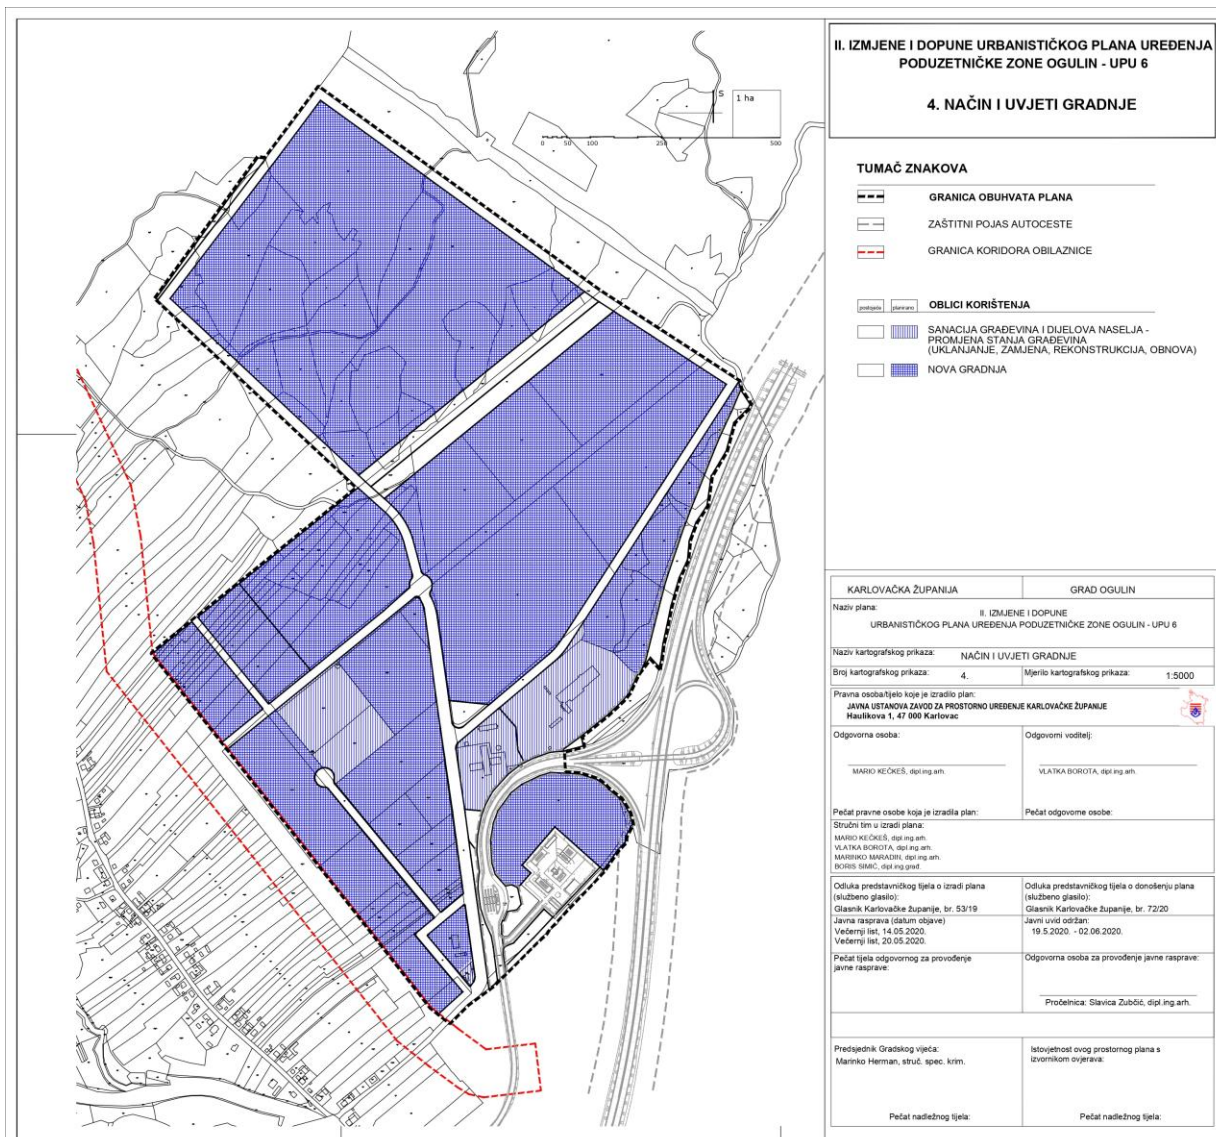 II. IZMJENE I DOPUNE URBANISTIČKOG PLANA UREĐENJA
PODUZETNIČKE ZONE OGULIN - UPU 6
4. NAČIN I UVJETI GRADNJE
S
1 ha
0 50 100 250 500
TUMAČ ZNAKOVA
GRANICA OBUHVATA PLANA
ZAŠTITNI POJAS AUTOCESTE
GRANICA KORIDORA OBILAZNICE
postojeće planirano OBLICI KORIŠTENJA
SANACIJA GRAĐEVINA I DIJELOVA NASELJA -
PROMJENA STANJA GRAĐEVINA
(UKLANJANJE, ZAMJENA, REKONSTRUKCIJA, OBNOVA)
NOVA GRADNJA
KARLOVAČKA ŽUPANIJA
GRAD OGULIN
Naziv plana:
II. IZMJENE I DOPUNE
URBANISTIČKOG PLANA UREĐENJA PODUZETNIČKE ZONE OGULIN - UPU 6
Naziv kartografskog prikaza: NAČIN I UVJETI GRADNJE
Broj kartografskog prikaza: 4.
Mjerilo kartografskog prikaza: 1:5000
Pravna osoba/tijelo koje je izradilo plan:
JAVNA USTANOVA ZAVOD ZA PROSTORNO UREĐENJE KARLOVAČKE ŽUPANIJE
Haulikova 1, 47 000 Karlovac
Odgovorna osoba:
MARIO KEČKEŠ, dipl.ing.arh.
Odgovorni voditelj:
VLATKA BOROTA, dipl.ing.arh.
Pečat pravne osobe koja je izradila plan:
Pečat odgovorne osobe:
Stručni tim u izradi plana:
MARIO KEČKEŠ, dipl.ing.arh.
VLATKA BOROTA, dipl.ing.arh.
MARINKO MARADIN, dipl.ing.arh.
BORIS SIMIĆ, dipl.ing.građ.
Odluka predstavničkog tijela o izradi plana
(službeno glasilo):
Glasnik Karlovačke županije, br. 53/19
Odluka predstavničkog tijela o donošenju plana
(službeno glasilo):
Glasnik Karlovačke županije, br. 72/20
Javna rasprava (datum objave)
Večernji list, 14.05.2020.
Večernji list, 20.05.2020.
Javni uvid održan:
19.5.2020. - 02.06.2020.
Pečat tijela odgovornog za provođenje
javne rasprave:
Odgovorna osoba za provođenje javne rasprave:
Pročelnica: Slavica Zubčić, dipl.ing.arh.
Predsjednik Gradskog vijeća:
Marinko Herman, struč. spec. krim.
Istovjetnost ovog prostornog plana s
izvornikom ovjerava:
Pečat nadležnog tijela:
Pečat nadležnog tijela: